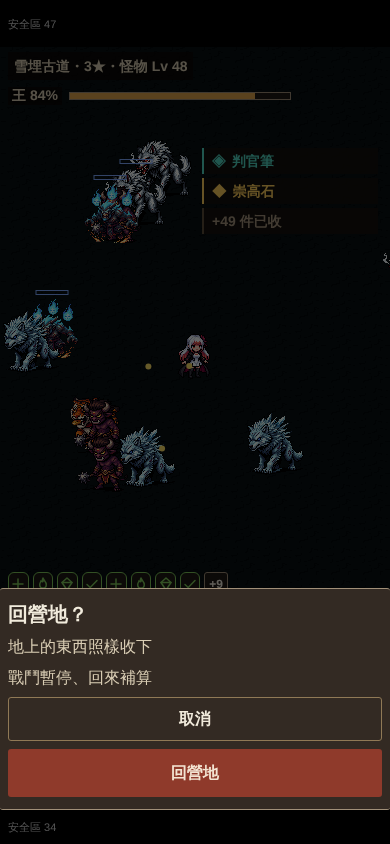 安全區 47
雪埋古道・3★・怪物 Lv 48
王 84%
判官筆
崇高石
+49 件已收
+9
回營地？
地上的東西照樣收下
戰鬥暫停、回來補算
取消
回營地
安全區 34